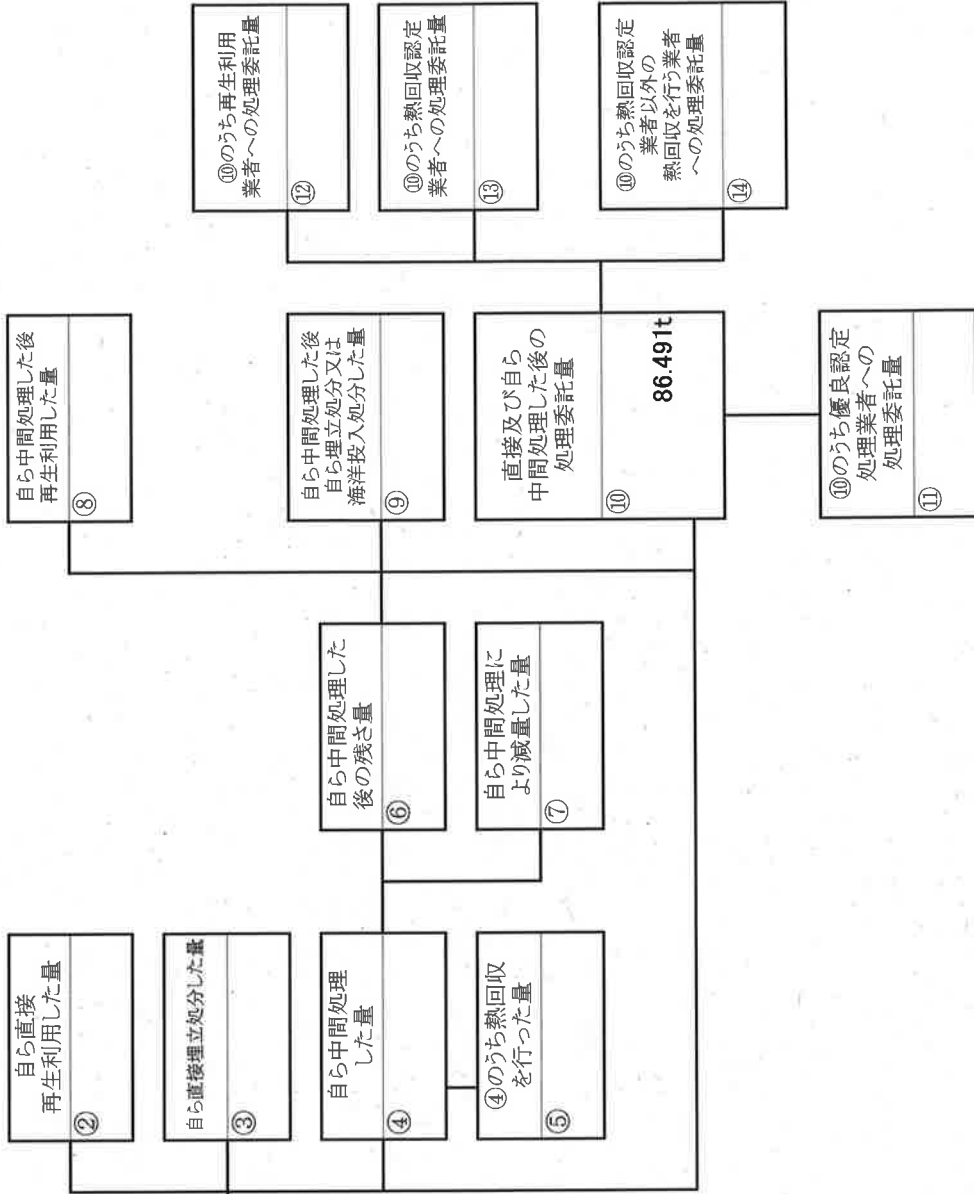 自ら直接
再生利用した量
②
自ら直接埋立処分した量
③
自ら中間処理
した量
④
④のうち熱回収
を行った量
⑤
自ら中間処理した
後の残さ量
⑥
自ら中間処理に
より減量した量
⑦
自ら中間処理した後
再生利用した量
⑧
自ら中間処理した後
自ら埋立処分又は
海洋投入処分した量
⑨
直接及び自ら
中間処理した後の
処理委託量
⑩
86.491t
⑩のうち優良認定
処理業者への
処理委託量
⑪
⑩のうち再生利用
業者への処理委託量
⑫
⑩のうち熱回収認定
業者への処理委託量
⑬
⑩のうち熱回収認定
業者以外の
熱回収を行う業者
への処理委託量
⑭